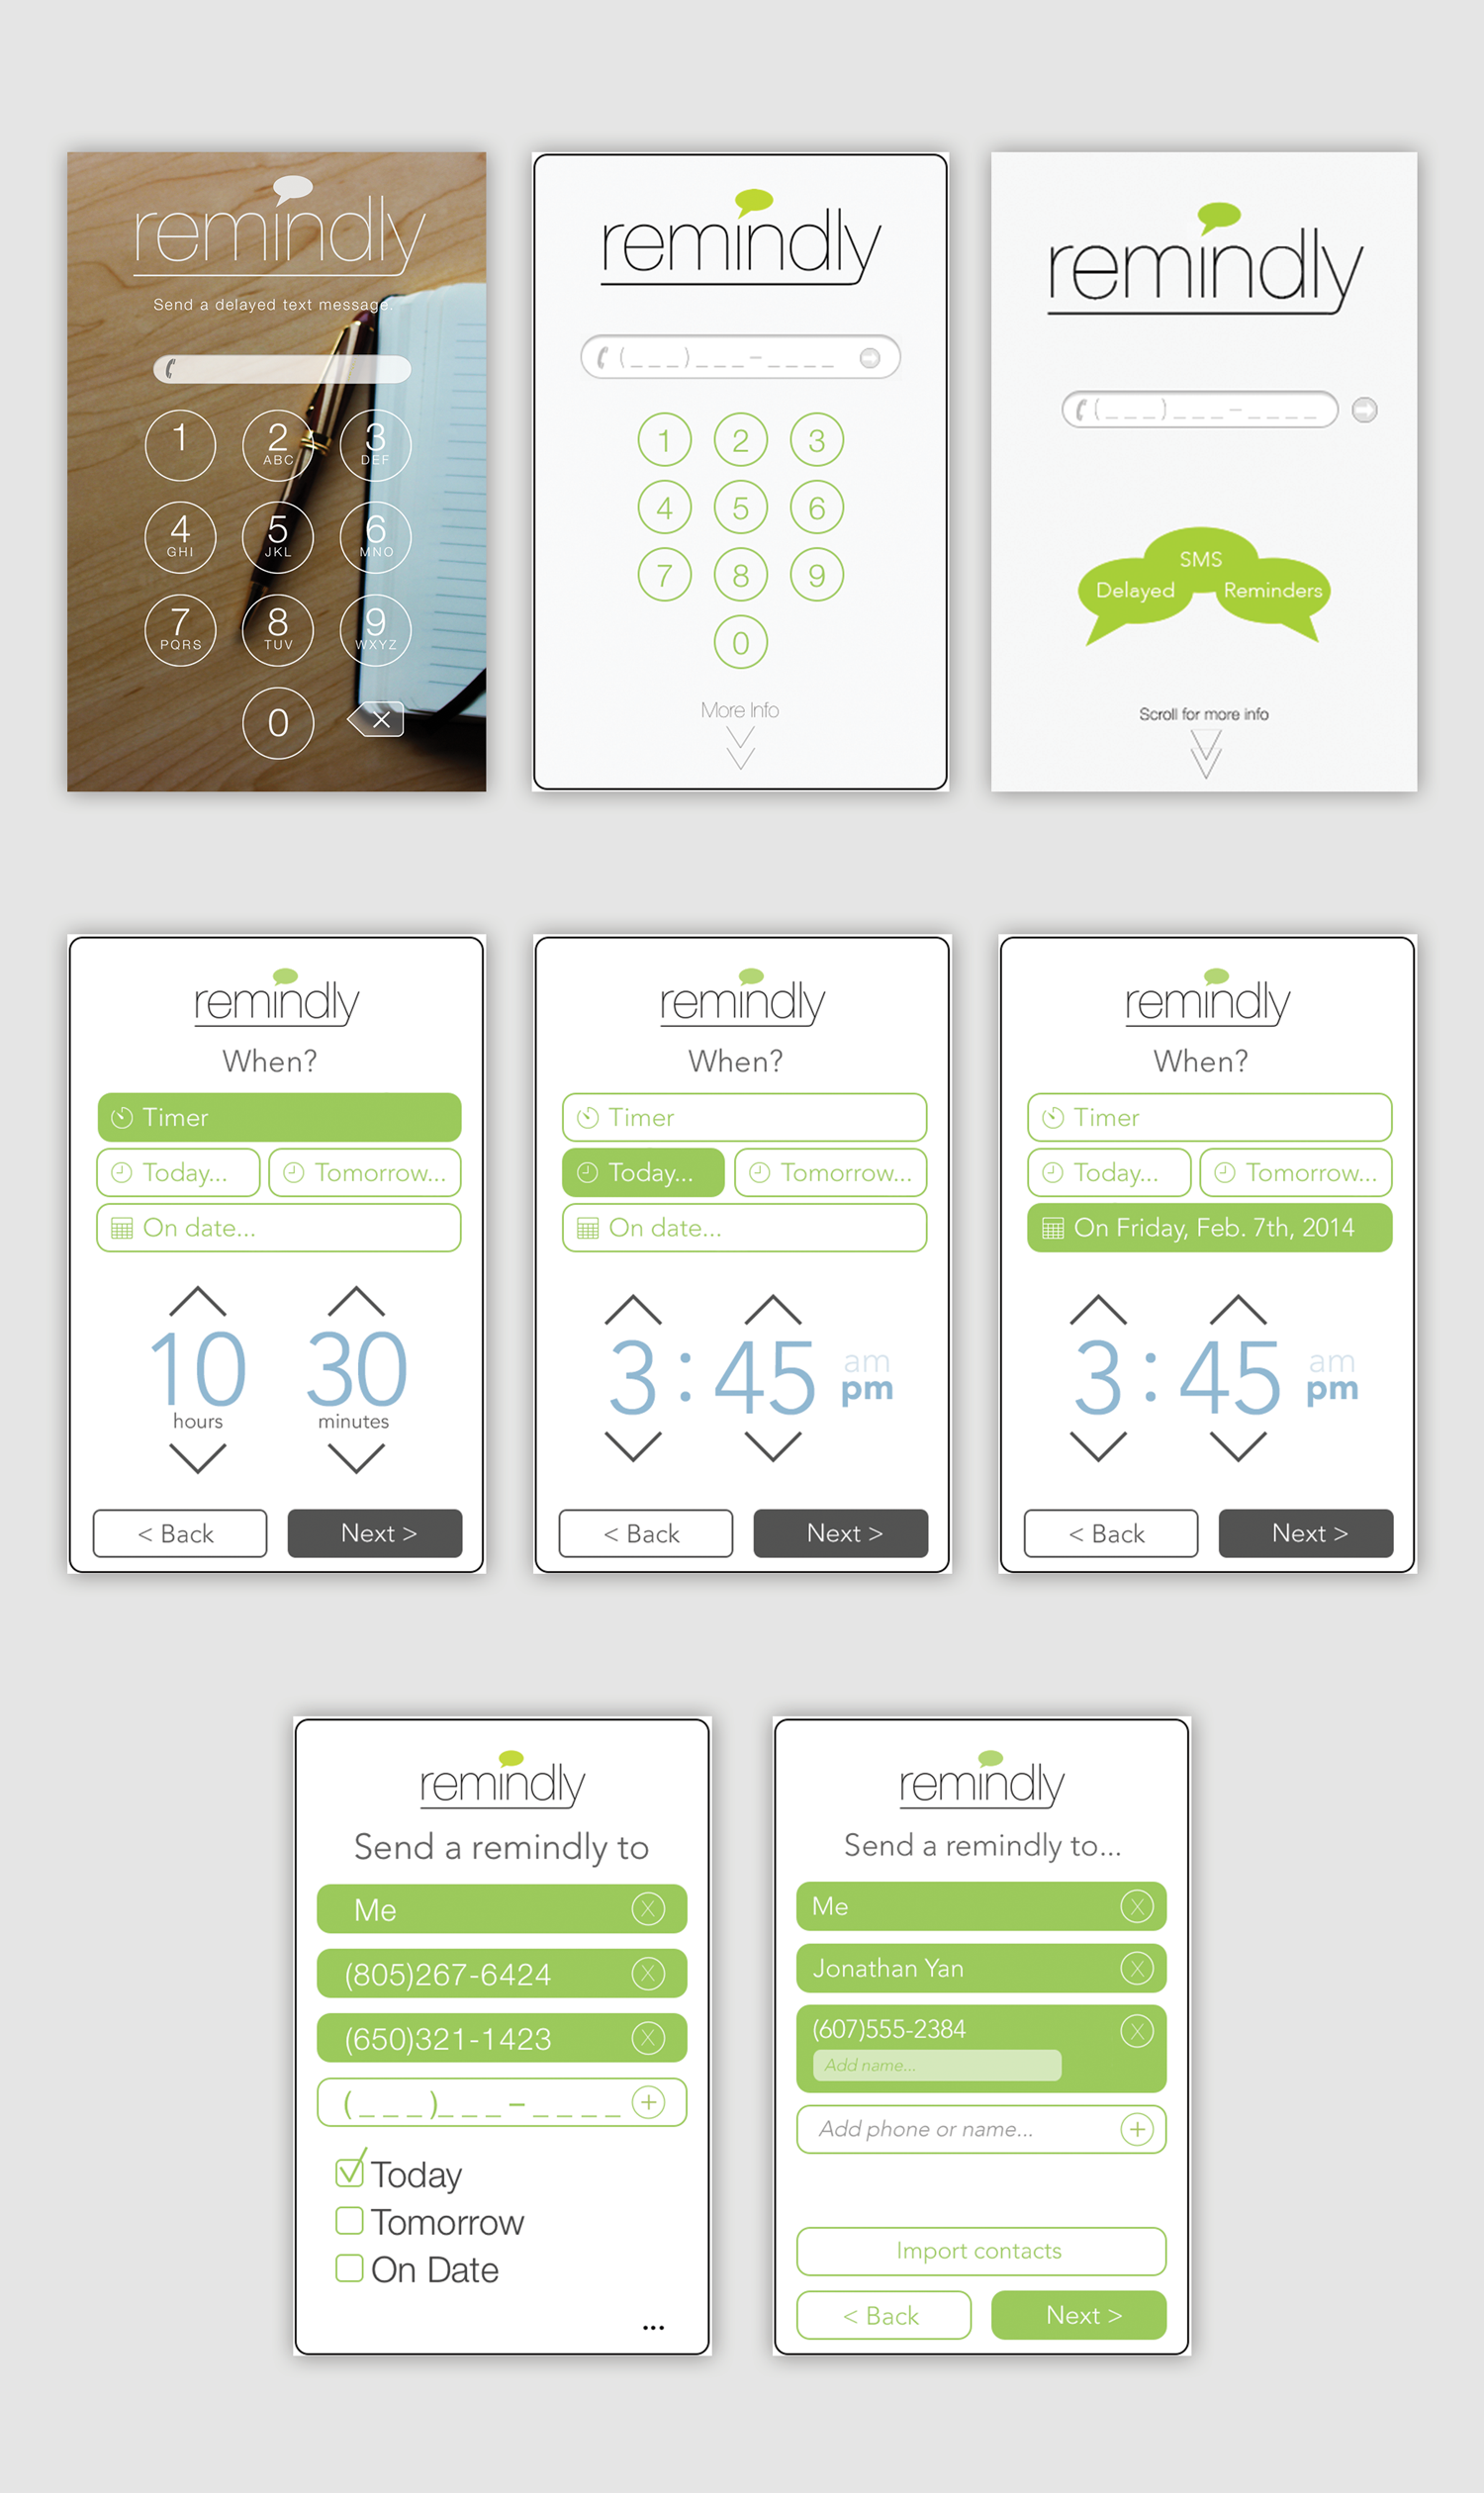 remindly
Send a delayed text message.
1 2 3
ABC DEF
4 5 6
GHI JKL MNO
7 8 9
PQRS TUV WXYZ
0 X
remindly
(___)___-____
1 2 3
4 5 6
7 8 9
0
More Info
remindly
(___)___-____
SMS
Delayed Reminders
Scroll for more info
remindly
When?
Timer
Today... Tomorrow...
On date...
10 30
hours minutes
< Back Next >
remindly
When?
Timer
Today... Tomorrow...
On date...
am
3 : 45 pm
< Back Next >
remindly
When?
Timer
Today... Tomorrow...
On Friday, Feb. 7th, 2014
am
3 : 45 pm
< Back Next >
remindly
Send a remindly to
Me X
(805)267-6424 X
(650)321-1423 X
(___)___-____ +
Today
Tomorrow
On Date
...
remindly
Send a remindly to...
Me X
Jonathan Yan X
(607)555-2384 X
Add name...
Add phone or name... +
Import contacts
< Back Next >